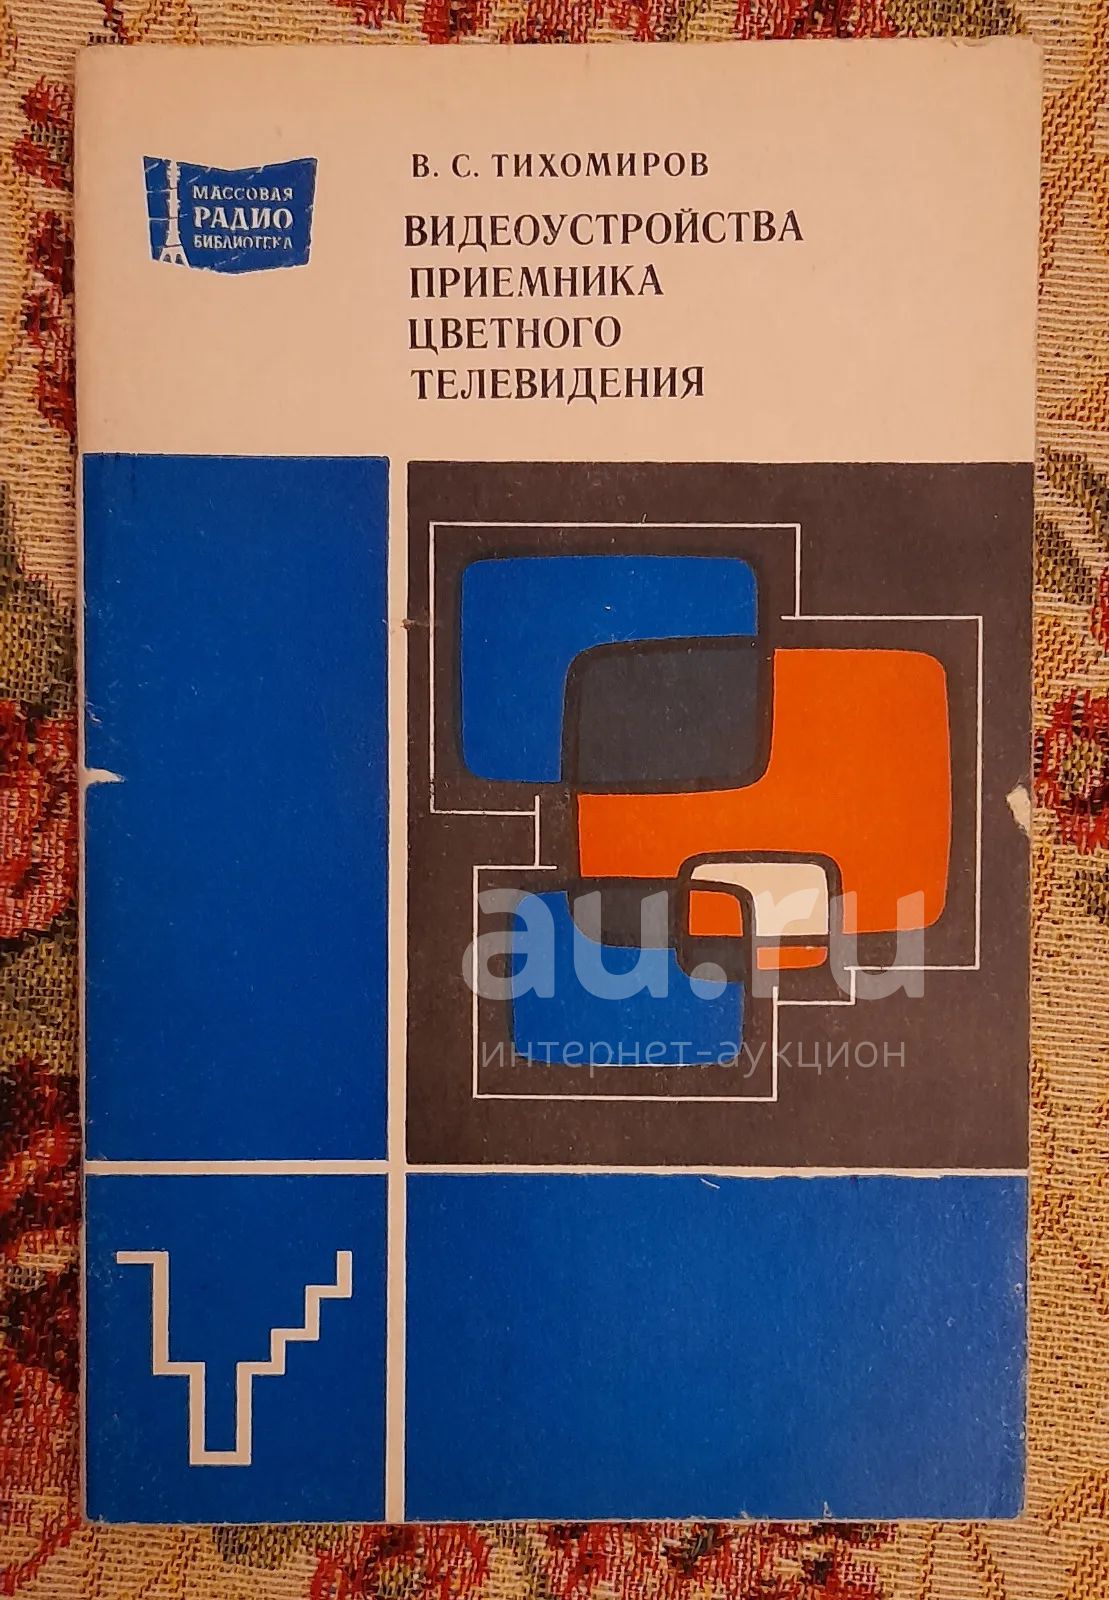 МАССОВАЯ
РАДИО
БИБЛИОТЕКА
В. С. ТИХОМИРОВ
ВИДЕОУСТРОЙСТВА
ПРИЕМНИКА
ЦВЕТНОГО
ТЕЛЕВИДЕНИЯ
au.ru
интернет-аукцион